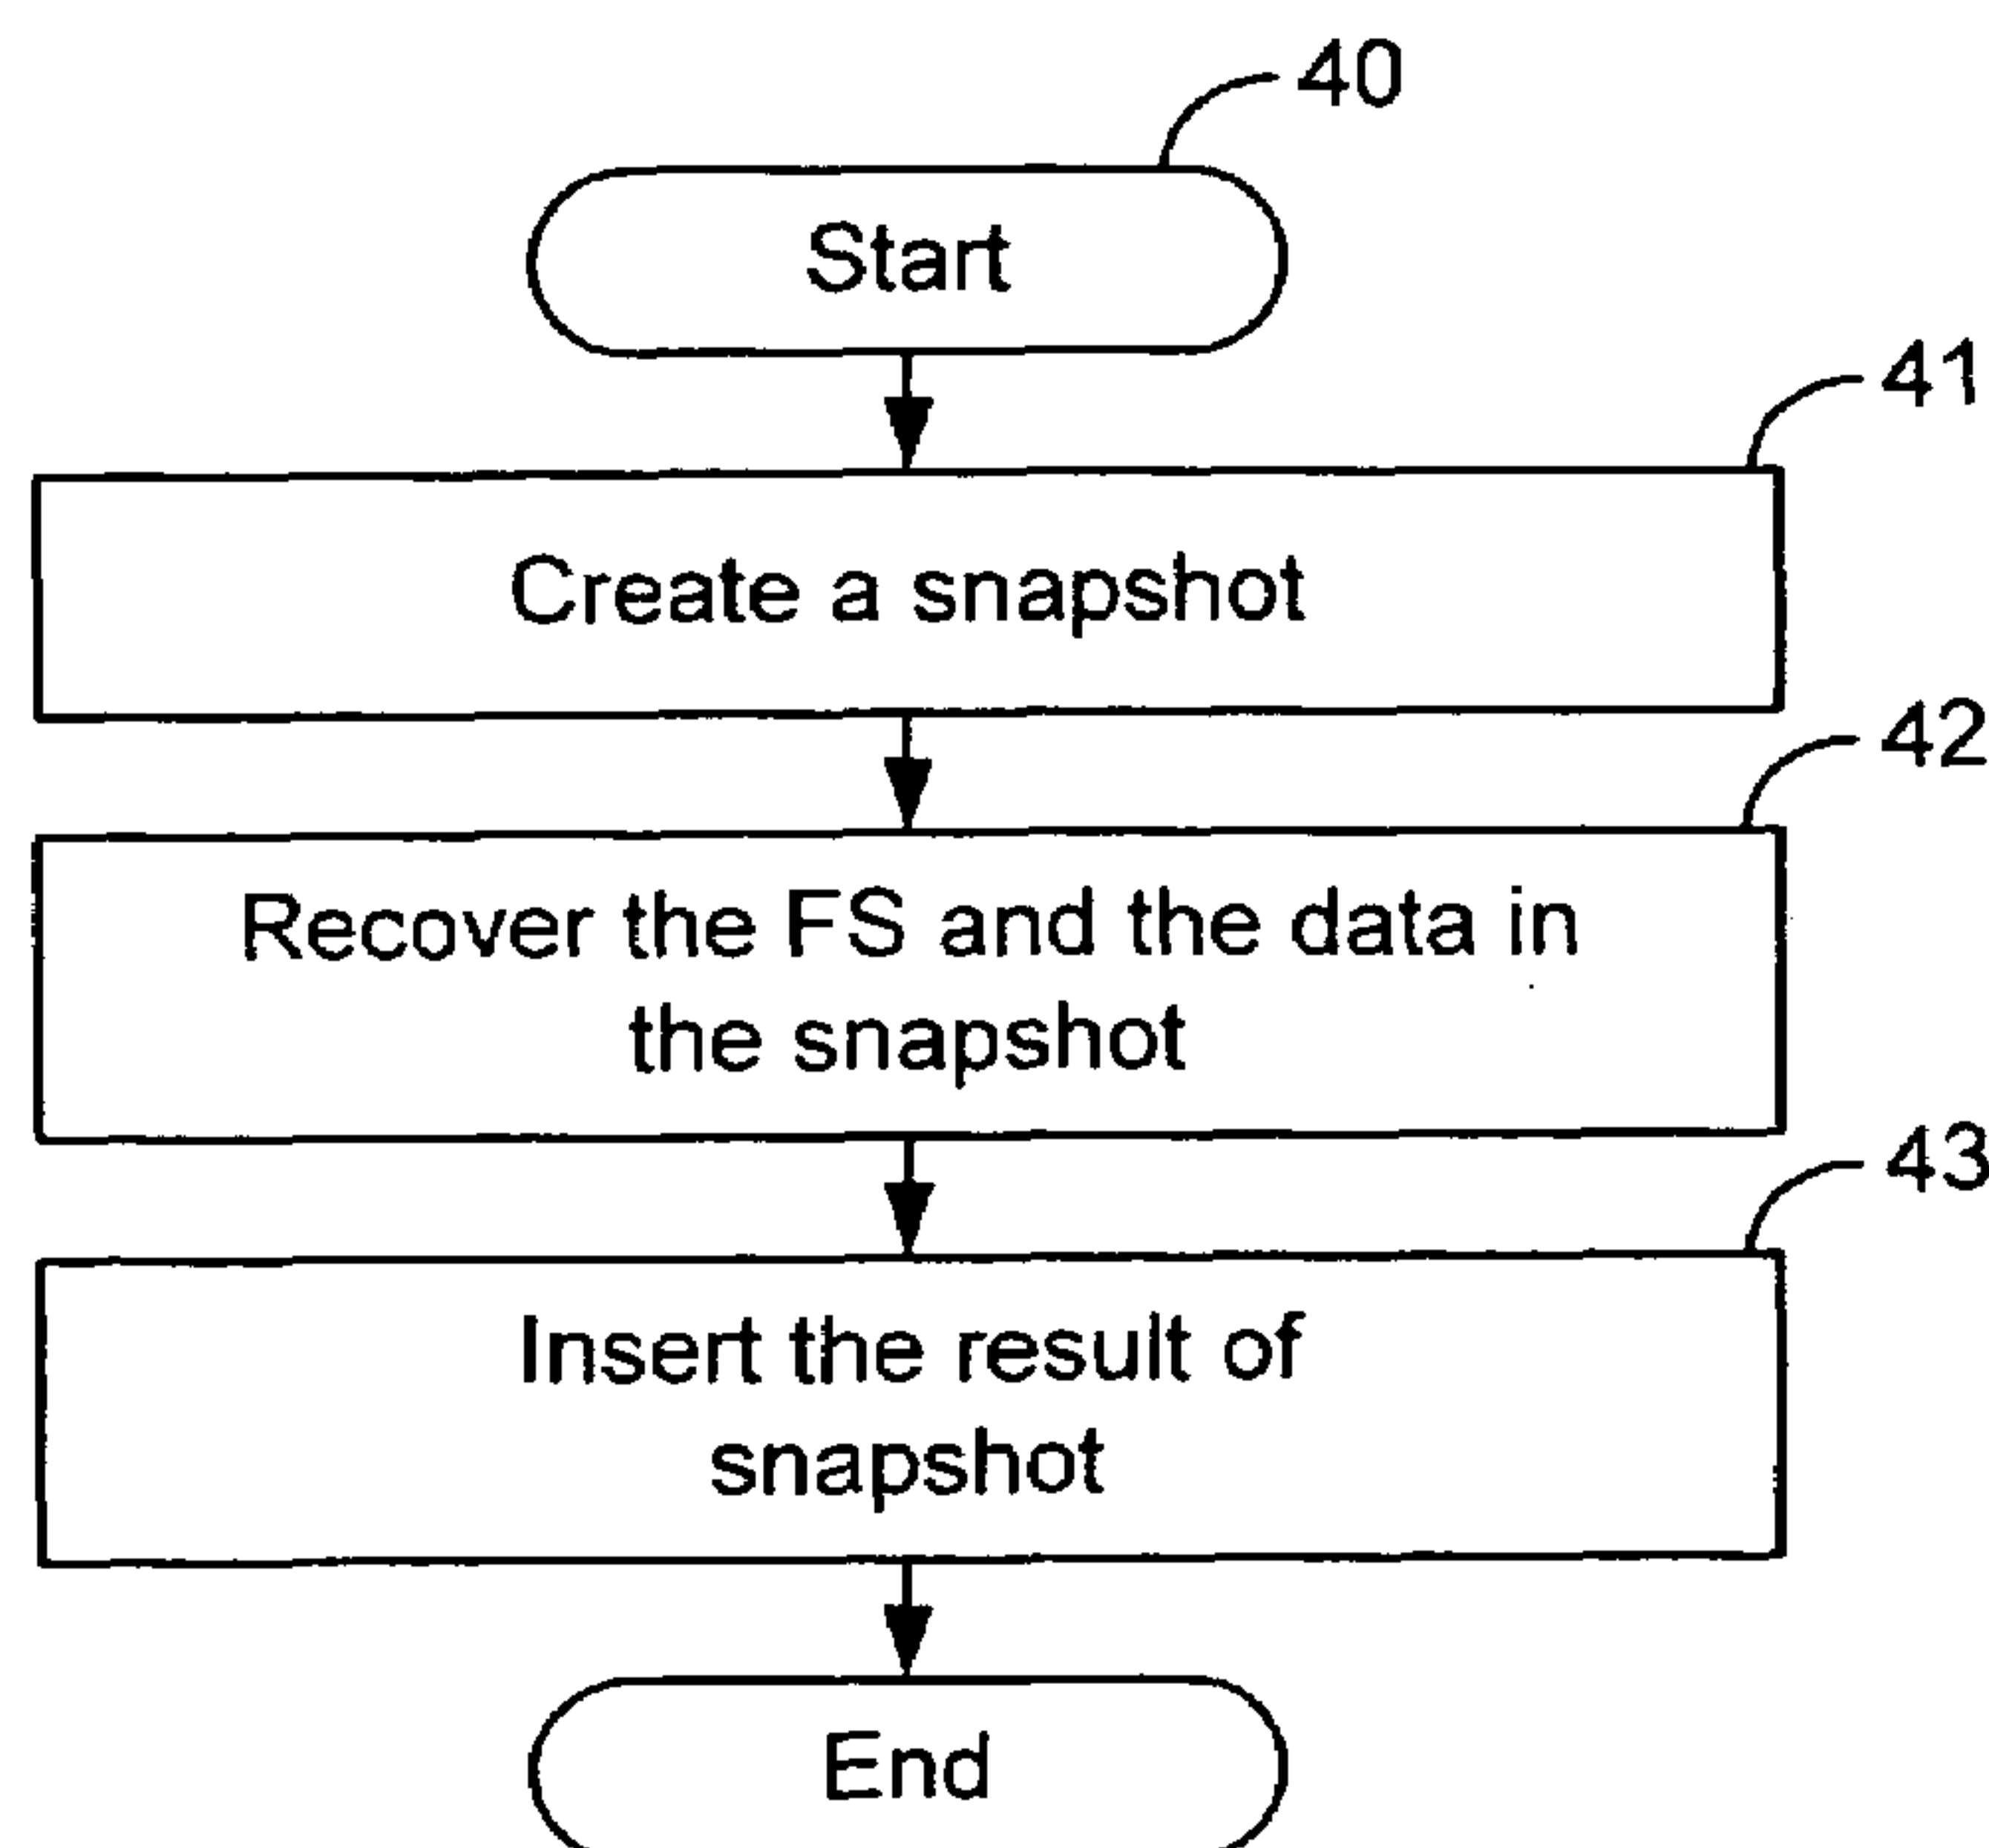 40
Start
41
Create a snapshot
42
Recover the FS and the data in
the snapshot
43
Insert the result of
snapshot
End